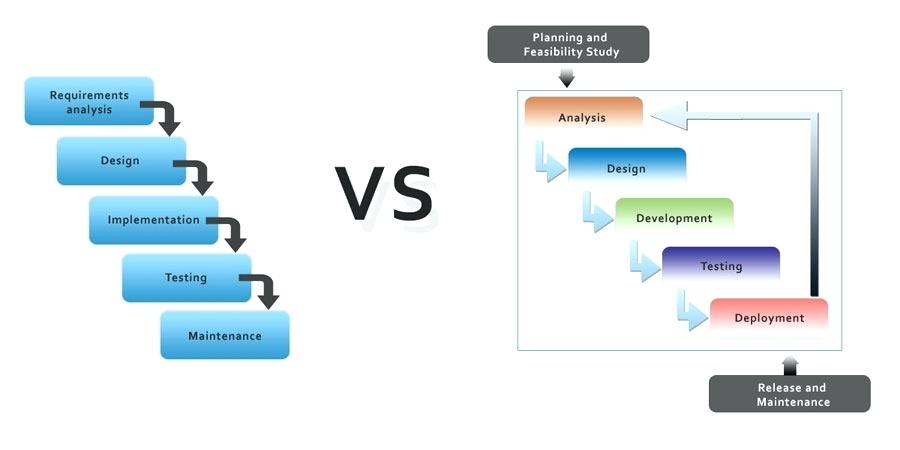 Requirements
analysis
Design
Implementation
Testing
Maintenance
VS
Planning and
Feasibility Study
Analysis
Design
Development
Testing
Deployment
Release and
Maintenance